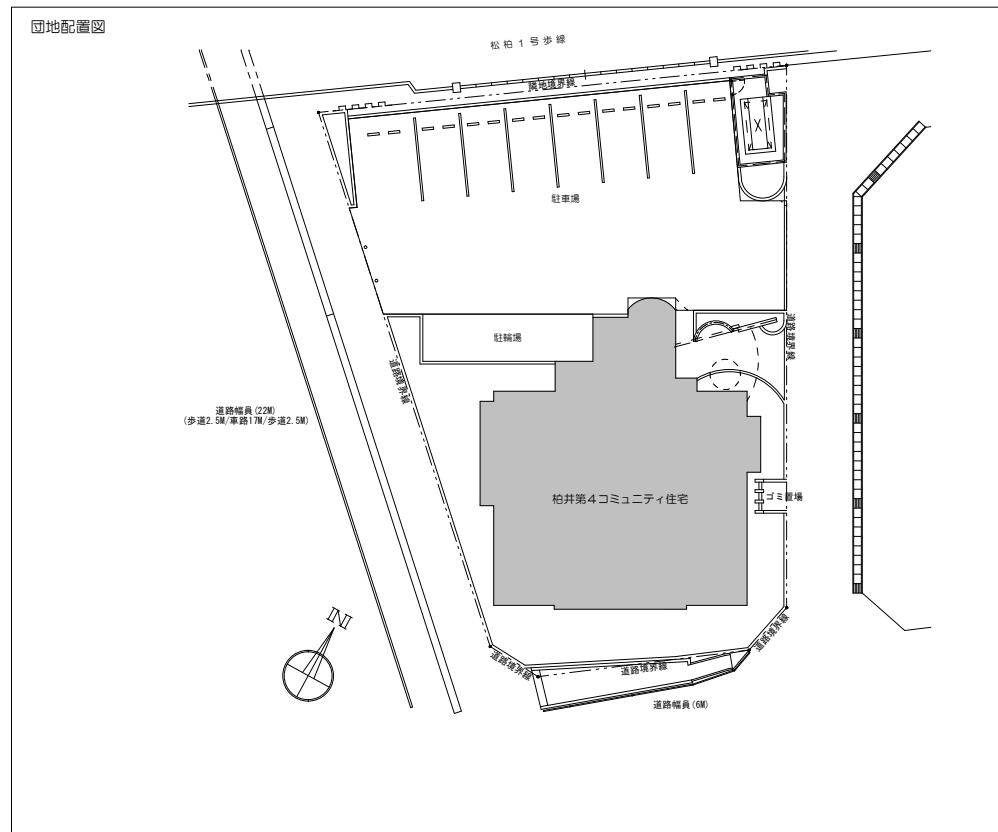 団地配置図
松柏1号歩線
隣地境界線
駐車場
駐輪場
道路境界線
道路境界線
道路幅員(22M)
(歩道2.5M/車路17M/歩道2.5M)
柏井第4コミュニティ住宅
ゴミ置場
N
道路境界線
道路境界線
道路境界線
道路幅員(6M)